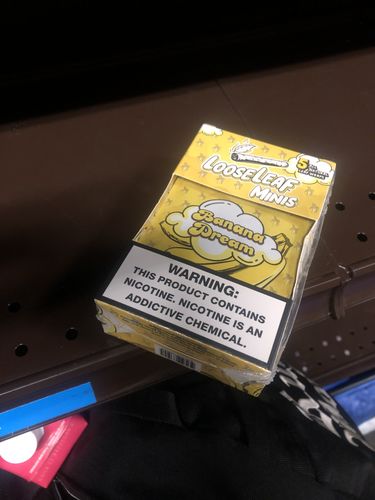 LOOSELEAF
MINIS
5
Banana
Dream
WARNING:
THIS PRODUCT CONTAINS
NICOTINE. NICOTINE IS AN
ADDICTIVE CHEMICAL.